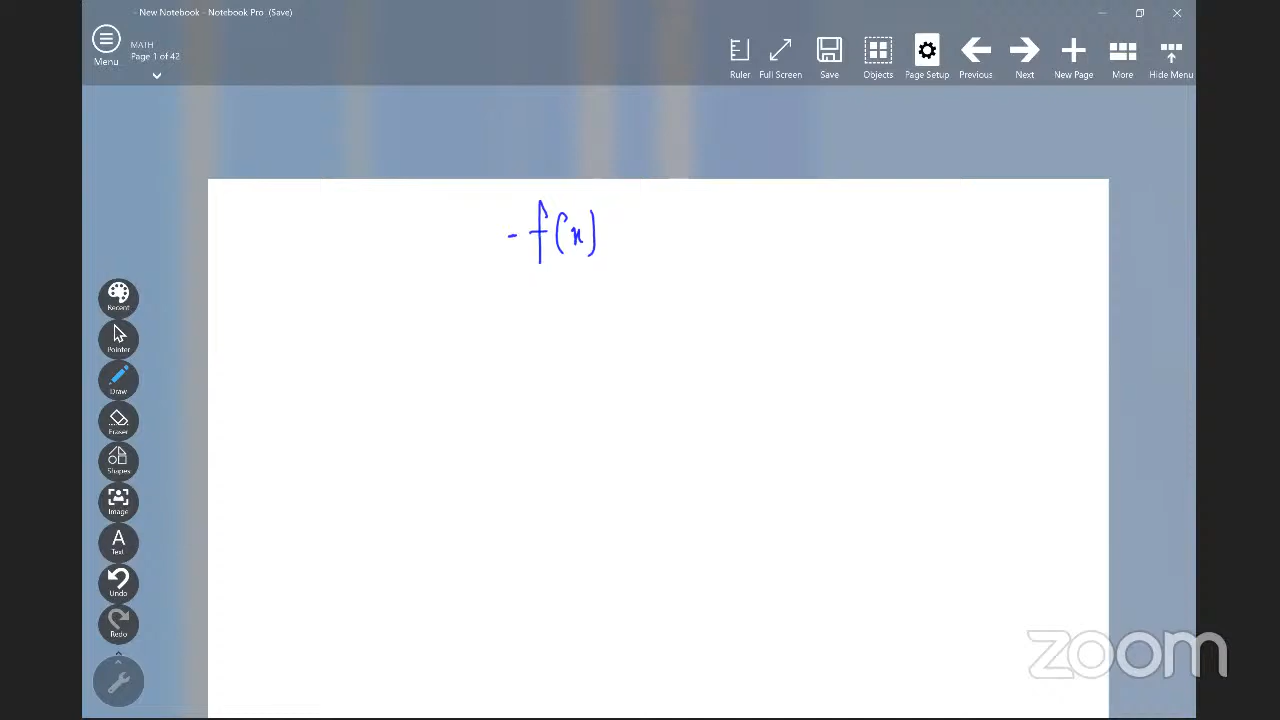 - New Notebook - Notebook Pro (Save)
Menu
MATH
Page 1 of 42
Ruler
Full Screen
Save
Objects
Page Setup
Previous
Next
New Page
More
Hide Menu
- f(x)
Recent
Pointer
Draw
Eraser
Shapes
Image
A
Text
Undo
Redo
zoom